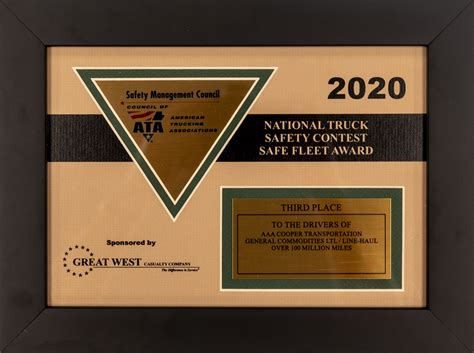 Safety Management Council
COUNCIL OF
ATA
AMERICAN
TRUCKING
ASSOCIATIONS
2020
NATIONAL TRUCK
SAFETY CONTEST
SAFE FLEET AWARD
THIRD PLACE
TO THE DRIVERS OF
AAA COOPER TRANSPORTATION
GENERAL COMMODITIES LTL / LINE-HAUL
OVER 100 MILLION MILES
Sponsored by
GREAT WEST
CASUALTY COMPANY
The Difference is Service